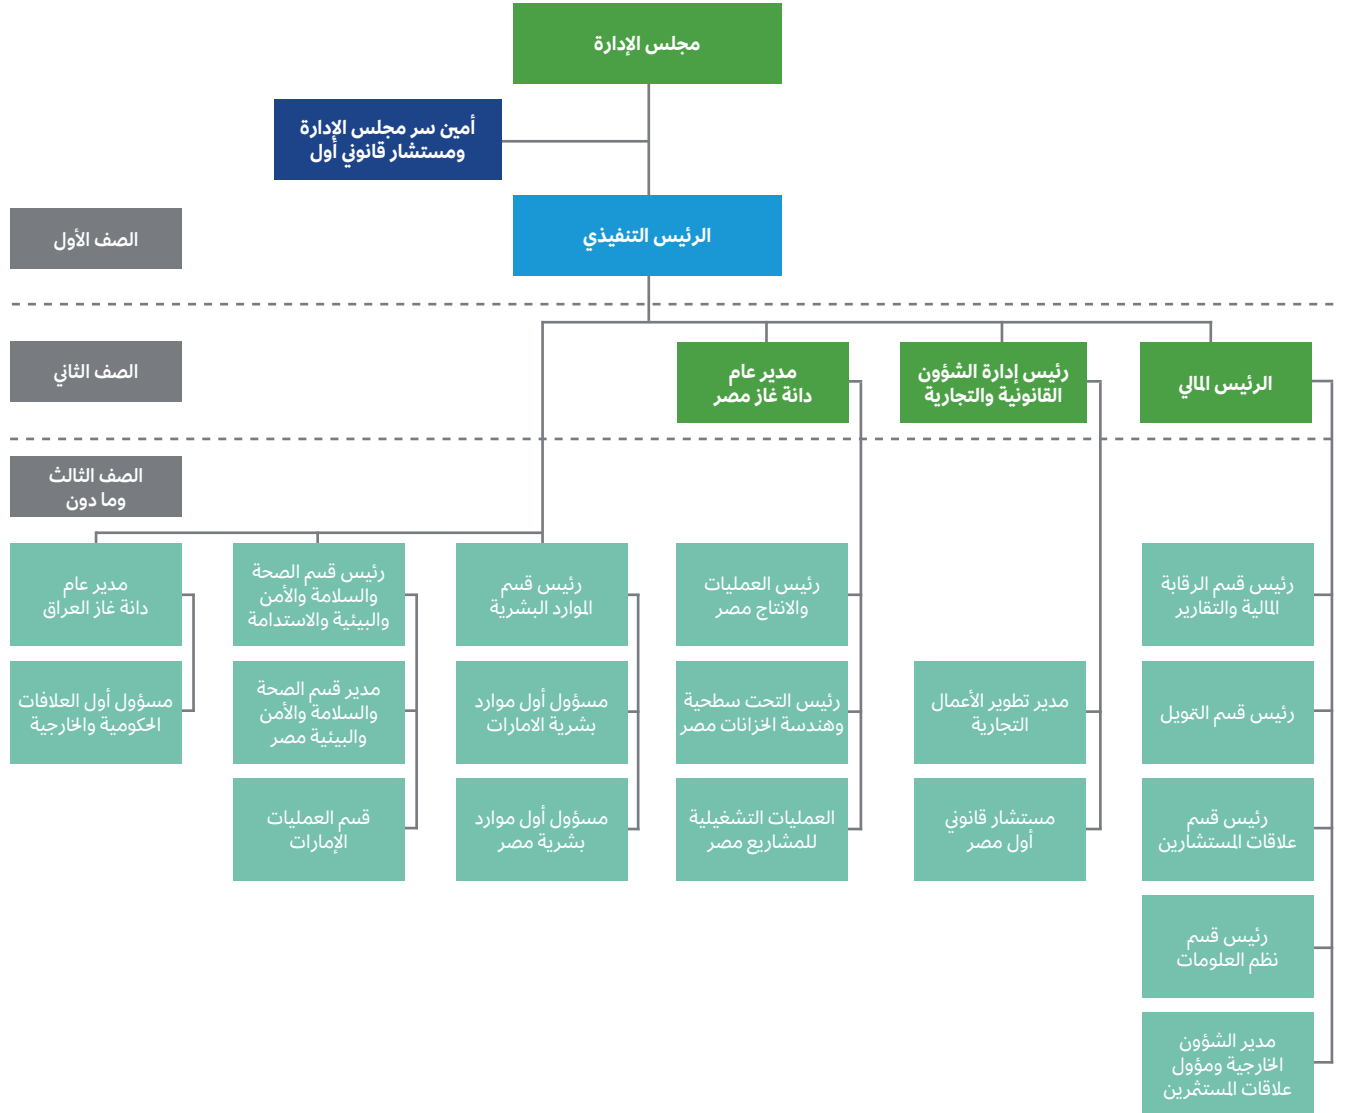 مجلس الإدارة
أمين سر مجلس الإدارة
ومستشار قانوني أول
الصف الأول
الرئيس التنفيذي
الصف الثاني
الرئيس المالي
رئيس إدارة الشؤون
القانونية والتجارية
مدير عام
دانة غاز مصر
الصف الثالث
وما دون
رئيس قسم الرقابة
المالية والتقارير
رئيس العمليات
والانتاج مصر
رئيس قسم
الموارد البشرية
رئيس قسم الصحة
والسلامة والأمن
والبيئية والاستدامة
مدير عام
دانة غاز العراق
رئيس قسم التمويل
مدير تطوير الأعمال
التجارية
رئيس التحت سطحية
وهندسة الخزانات مصر
مسؤول أول موارد
بشرية الامارات
مدير قسم الصحة
والسلامة والأمن
والبيئية مصر
مسؤول أول العلافات
الحكومية والخارجية
رئيس قسم
علاقات المستشارين
مستشار قانوني
أول مصر
العمليات التشغيلية
للمشاريع مصر
مسؤول أول موارد
بشرية مصر
قسم العمليات
الإمارات
رئيس قسم
نظم العلومات
مدير الشؤون
الخارجية ومؤول
علاقات المستثمرين